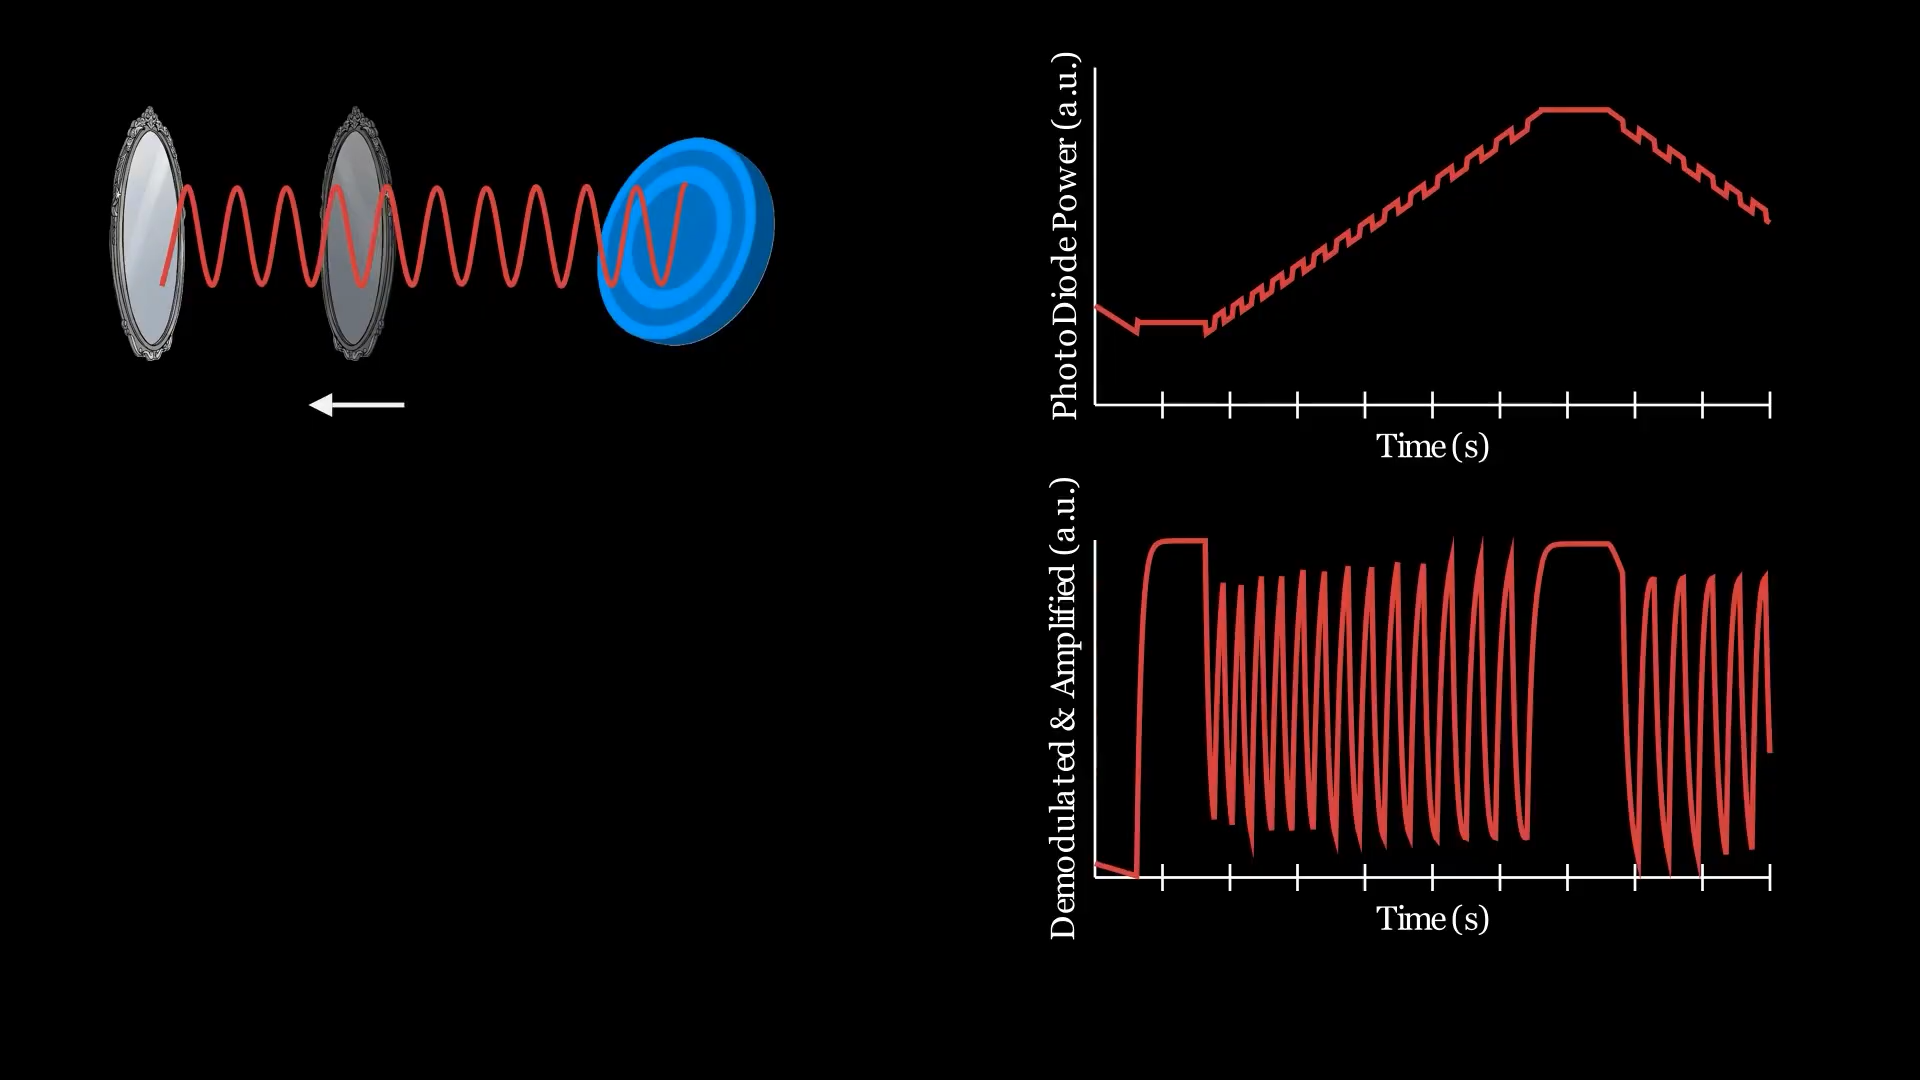 PhotoDiode Power (a.u.)
Time (s)
Demodulated & Amplified (a.u.)
Time (s)